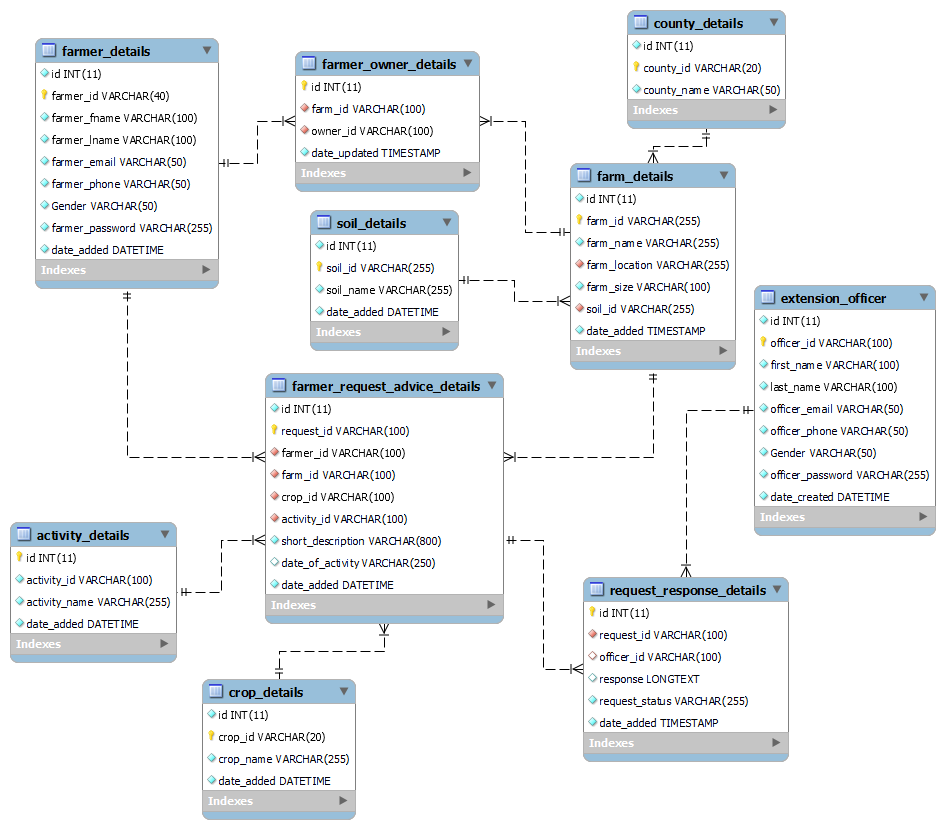 farmer_details
id INT(11)
farmer_id VARCHAR(40)
farmer_fname VARCHAR(100)
farmer_lname VARCHAR(100)
farmer_email VARCHAR(50)
farmer_phone VARCHAR(50)
Gender VARCHAR(50)
farmer_password VARCHAR(255)
date_added DATETIME
Indexes
farmer_owner_details
id INT(11)
farm_id VARCHAR(100)
owner_id VARCHAR(100)
date_updated TIMESTAMP
Indexes
county_details
id INT(11)
county_id VARCHAR(20)
county_name VARCHAR(50)
Indexes
soil_details
id INT(11)
soil_id VARCHAR(255)
soil_name VARCHAR(255)
date_added DATETIME
Indexes
farm_details
id INT(11)
farm_id VARCHAR(255)
farm_name VARCHAR(255)
farm_location VARCHAR(255)
farm_size VARCHAR(100)
soil_id VARCHAR(255)
date_added TIMESTAMP
Indexes
extension_officer
id INT(11)
officer_id VARCHAR(100)
first_name VARCHAR(100)
last_name VARCHAR(100)
officer_email VARCHAR(50)
officer_phone VARCHAR(50)
Gender VARCHAR(50)
officer_password VARCHAR(255)
date_created DATETIME
Indexes
farmer_request_advice_details
id INT(11)
request_id VARCHAR(100)
farmer_id VARCHAR(100)
farm_id VARCHAR(100)
crop_id VARCHAR(100)
activity_id VARCHAR(100)
short_description VARCHAR(800)
date_of_activity VARCHAR(250)
date_added DATETIME
Indexes
activity_details
id INT(11)
activity_id VARCHAR(100)
activity_name VARCHAR(255)
date_added DATETIME
Indexes
request_response_details
id INT(11)
request_id VARCHAR(100)
officer_id VARCHAR(100)
response LONGTEXT
request_status VARCHAR(255)
date_added TIMESTAMP
Indexes
crop_details
id INT(11)
crop_id VARCHAR(20)
crop_name VARCHAR(255)
date_added DATETIME
Indexes